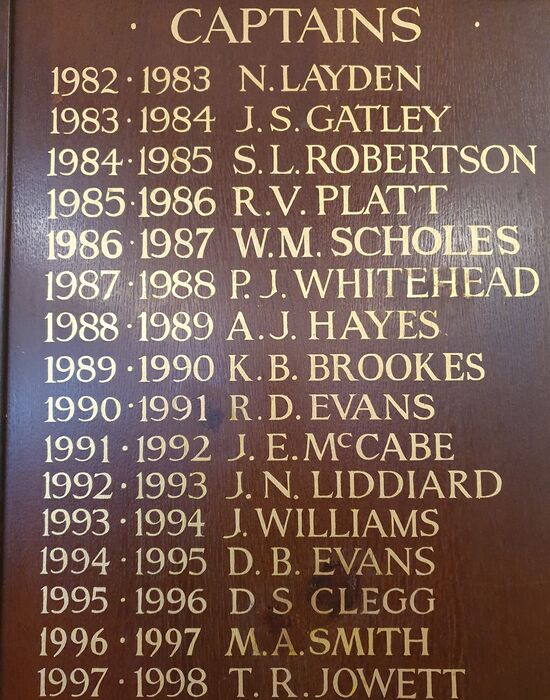 · CAPTAINS ·
1982 · 1983 N. LAYDEN
1983 · 1984 J. S. GATLEY
1984 · 1985 S. L. ROBERTSON
1985 · 1986 R. V. PLATT
1986 · 1987 W. M. SCHOLES
1987 · 1988 P. J. WHITEHEAD
1988 · 1989 A. J. HAYES
1989 · 1990 K. B. BROOKES
1990 · 1991 R. D. EVANS
1991 · 1992 J. E. MᶜCABE
1992 · 1993 J. N. LIDDIARD
1993 · 1994 J. WILLIAMS
1994 · 1995 D. B. EVANS
1995 · 1996 D S CLEGG
1996 · 1997 M. A. SMITH
1997 · 1998 T. R. JOWETT